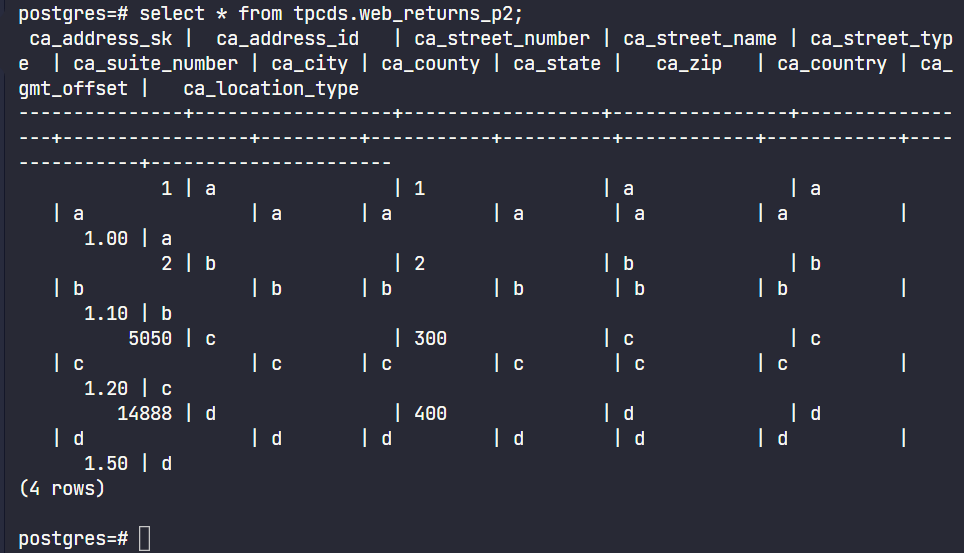 postgres=# select * from tpcds.web_returns_p2;
 ca_address_sk |  ca_address_id   | ca_street_number | ca_street_name | ca_street_typ
e  | ca_suite_number | ca_city | ca_county | ca_state |   ca_zip   | ca_country | ca_
gmt_offset |   ca_location_type
---------------+------------------+------------------+----------------+--------------
---+-----------------+---------+-----------+----------+------------+------------+----
-----------+----------------------
             1 | a                | 1                | a              | a
   | a               | a       | a         | a        | a          | a          |
      1.00 | a
             2 | b                | 2                | b              | b
   | b               | b       | b         | b        | b          | b          |
      1.10 | b
          5050 | c                | 300              | c              | c
   | c               | c       | c         | c        | c          | c          |
      1.20 | c
         14888 | d                | 400              | d              | d
   | d               | d       | d         | d        | d          | d          |
      1.50 | d
(4 rows)

postgres=#